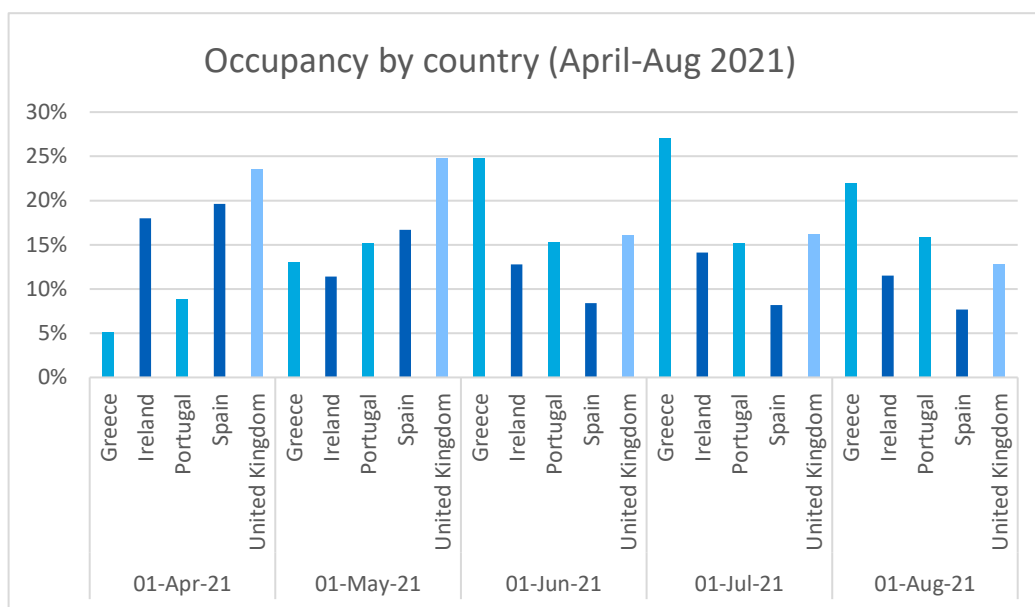 Occupancy by country (April-Aug 2021)
30%
25%
20%
15%
10%
5%
0%
Greece
Ireland
Portugal
Spain
United Kingdom
Greece
Ireland
Portugal
Spain
United Kingdom
Greece
Ireland
Portugal
Spain
United Kingdom
Greece
Ireland
Portugal
Spain
United Kingdom
Greece
Ireland
Portugal
Spain
United Kingdom
01-Apr-21
01-May-21
01-Jun-21
01-Jul-21
01-Aug-21